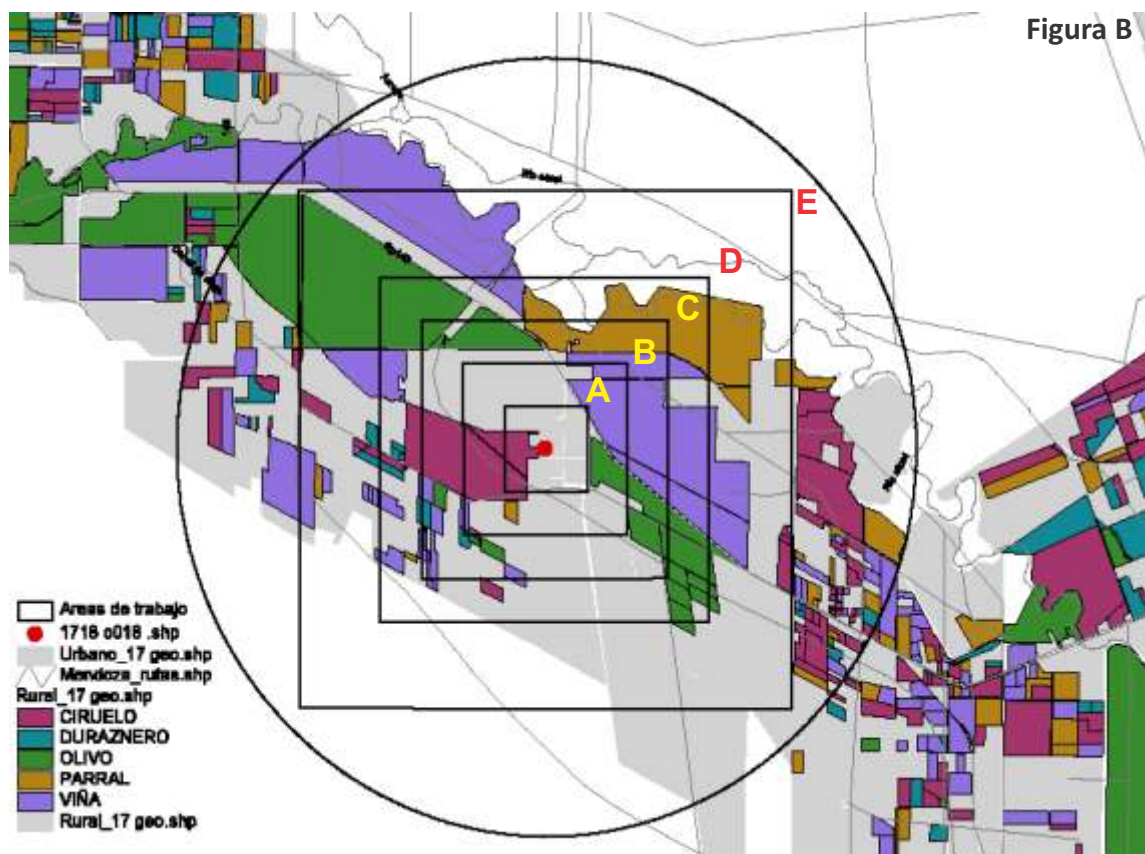 Figura B
E
D
C
B
A
Areas de trabajo
1718 o018 .shp
Urbano_17 geo.shp
Mendoza_rutas.shp
Rural_17 geo.shp
CIRUELO
DURAZNERO
OLIVO
PARRAL
VIÑA
Rural_17 geo.shp